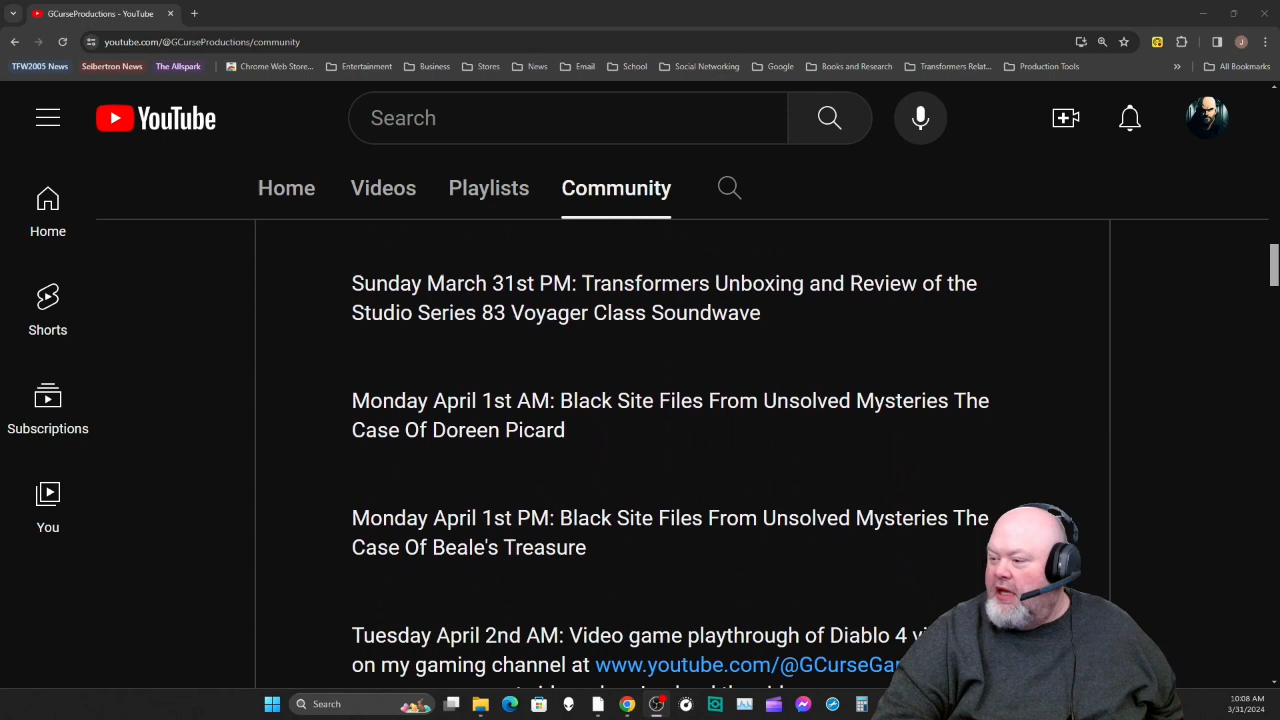 GCurseProductions - YouTube
youtube.com/@GCurseProductions/community
TFW2005 News
Seibertron News
The Allspark
Chrome Web Store...
Entertainment
Business
Stores
News
Email
School
Social Networking
Google
Books and Research
Transformers Relat...
Production Tools
»
All Bookmarks
YouTube
Search
Home
Videos
Playlists
Community
Home
Shorts
Subscriptions
You
Sunday March 31st PM: Transformers Unboxing and Review of the
Studio Series 83 Voyager Class Soundwave
Monday April 1st AM: Black Site Files From Unsolved Mysteries The
Case Of Doreen Picard
Monday April 1st PM: Black Site Files From Unsolved Mysteries The
Case Of Beale's Treasure
Tuesday April 2nd AM: Video game playthrough of Diablo 4
on my gaming channel at www.youtube.com/@GCurseGa
Search
10:08 AM
3/31/2024